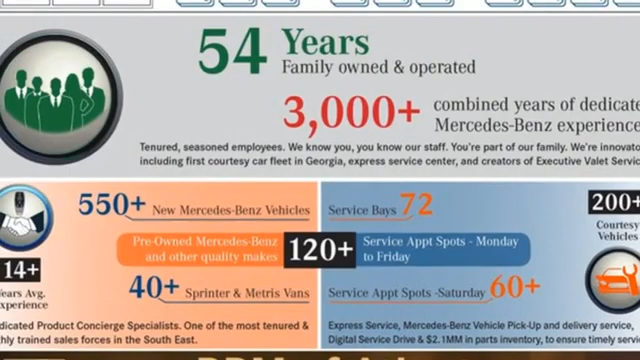 54 Years
Family owned & operated
3,000+ combined years of dedicate
Mercedes-Benz experience
Tenured, seasoned employees. We know you, you know our staff. You're part of our family. We're innovato
including first courtesy car fleet in Georgia, express service center, and creators of Executive Valet Servic
550+ New Mercedes-Benz Vehicles
Pre-Owned Mercedes-Benz
and other quality makes
120+
40+ Sprinter & Metris Vans
14+
Years Avg.
xperience
dicated Product Concierge Specialists. One of the most tenured &
ghly trained sales forces in the South East.
Service Bays 72
Service Appt Spots - Monday
to Friday
Service Appt Spots -Saturday 60+
200+
Courtesy
Vehicles
Express Service, Mercedes-Benz Vehicle Pick-Up and delivery service,
Digital Service Drive & $2.1MM in parts inventory, to ensure timely serv